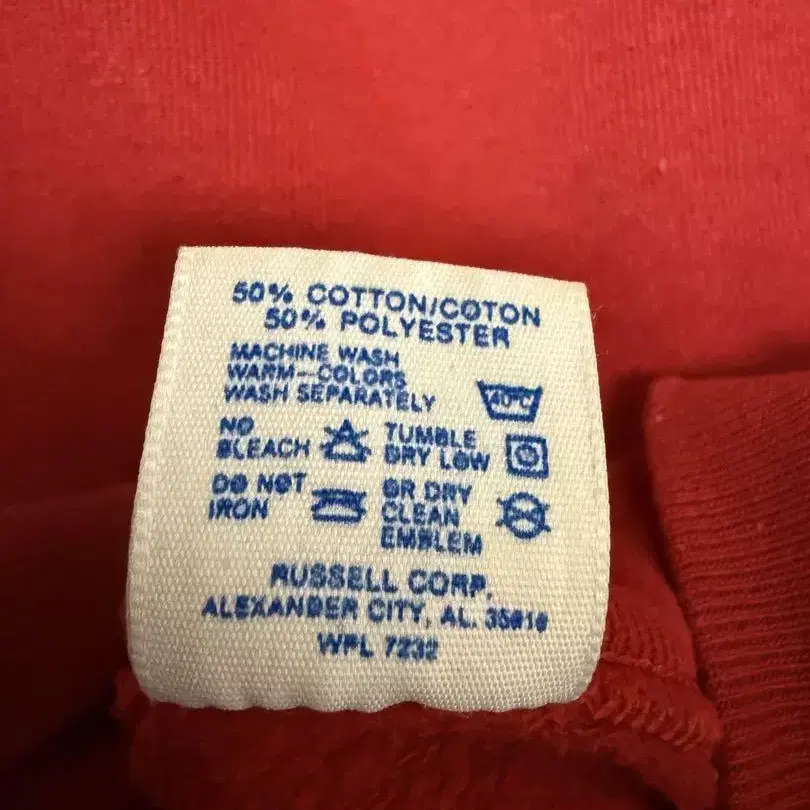 50% COTTON/COTON
50% POLYESTER
MACHINE WASH
WARM—COLORS
WASH SEPARATELY
40°C
NO
BLEACH
TUMBLE
DRY LOW
DO NOT
IRON
OR DRY
CLEAN
EMBLEM
RUSSELL CORP.
ALEXANDER CITY, AL. 35010
WPL 7232